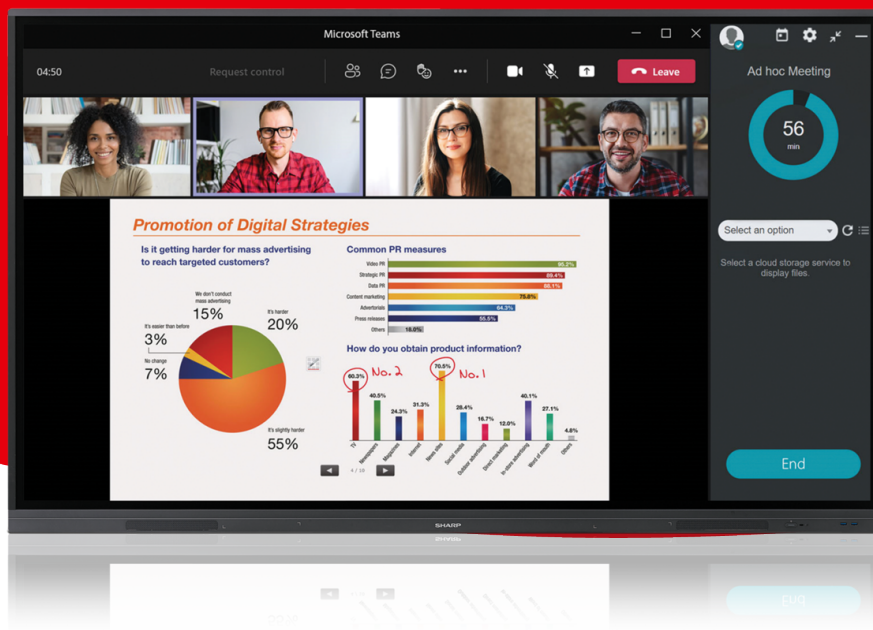 Microsoft Teams
04:50
Request control
Leave
Ad hoc Meeting
56
min
Select an option
Select a cloud storage service to
display files.
End
Promotion of Digital Strategies
Is it getting harder for mass advertising
to reach targeted customers?
We don't conduct
mass advertising
15%
It's harder
20%
It's easier than before
3%
No change
7%
It's slightly harder
55%
Common PR measures
Video PR
95.3%
Strategic PR
89.4%
Data PR
88.1%
Content marketing
75.6%
Advertorials
64.3%
Press releases
55.5%
Others
18.0%
How do you obtain product information?
60.3%
No. 2
40.5%
24.3%
31.3%
70.5%
No. 1
28.4%
16.7%
12.0%
40.1%
27.1%
4.8%
TV
Newspapers
Magazines
Internet
News sites
Social media
Outdoor advertising
Direct marketing
In-store advertising
Word of mouth
Others
4 / 19
SHARP